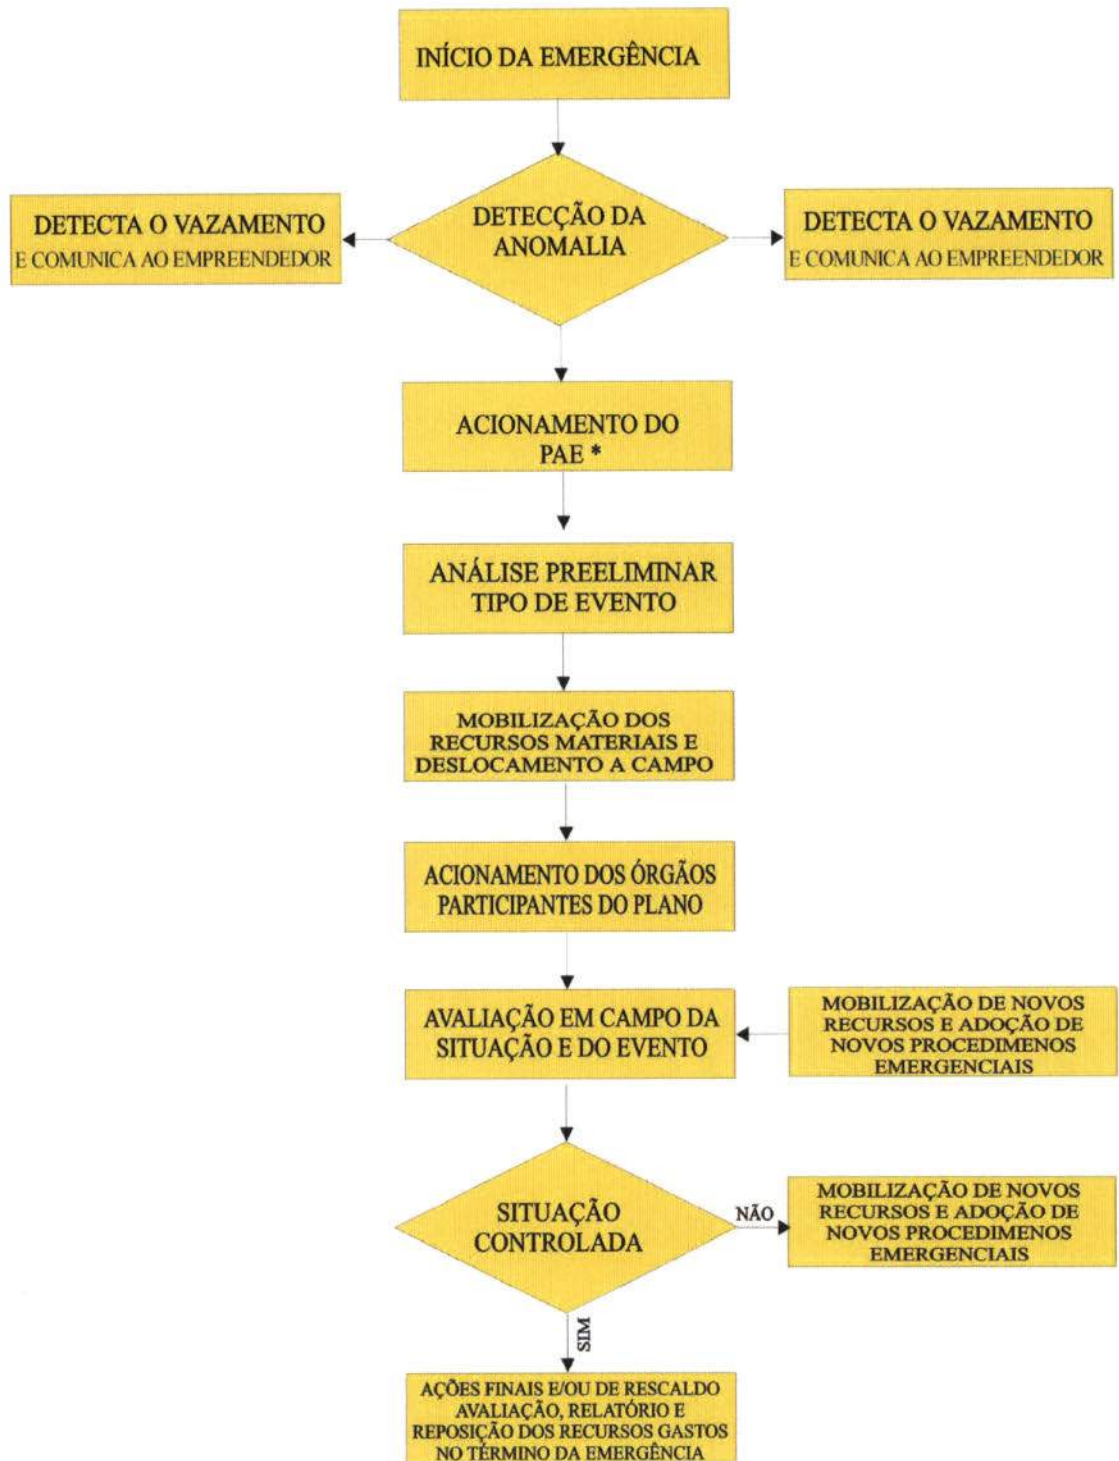 INÍCIO DA EMERGÊNCIA
DETECÇÃO DA
ANOMALIA
DETECTA O VAZAMENTO
E COMUNICA AO EMPREENDEDOR
DETECTA O VAZAMENTO
E COMUNICA AO EMPREENDEDOR
ACIONAMENTO DO
PAE *
ANÁLISE PREELIMINAR
TIPO DE EVENTO
MOBILIZAÇÃO DOS
RECURSOS MATERIAIS E
DESLOCAMENTO A CAMPO
ACIONAMENTO DOS ÓRGÃOS
PARTICIPANTES DO PLANO
AVALIAÇÃO EM CAMPO DA
SITUAÇÃO E DO EVENTO
MOBILIZAÇÃO DE NOVOS
RECURSOS E ADOÇÃO DE
NOVOS PROCEDIMENOS
EMERGENCIAIS
SITUAÇÃO
CONTROLADA
NÃO
MOBILIZAÇÃO DE NOVOS
RECURSOS E ADOÇÃO DE
NOVOS PROCEDIMENOS
EMERGENCIAIS
SIM
AÇÕES FINAIS E/OU DE RESCALDO
AVALIAÇÃO, RELATÓRIO E
REPOSIÇÃO DOS RECURSOS GASTOS
NO TÉRMINO DA EMERGÊNCIA